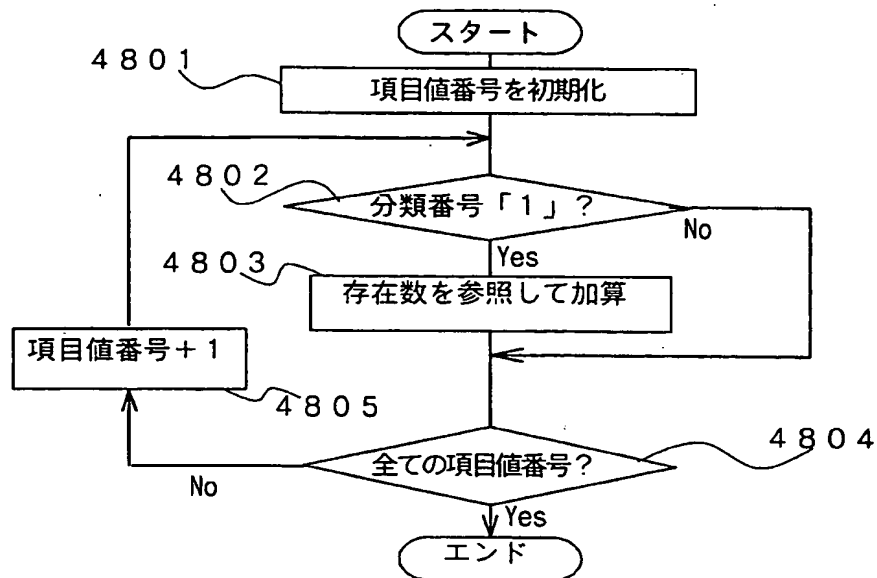 スタート
4801
項目値番号を初期化
4802
分類番号「1」?
No
Yes
4803
存在数を参照して加算
項目値番号+1
4805
4804
全ての項目値番号?
No
Yes
エンド